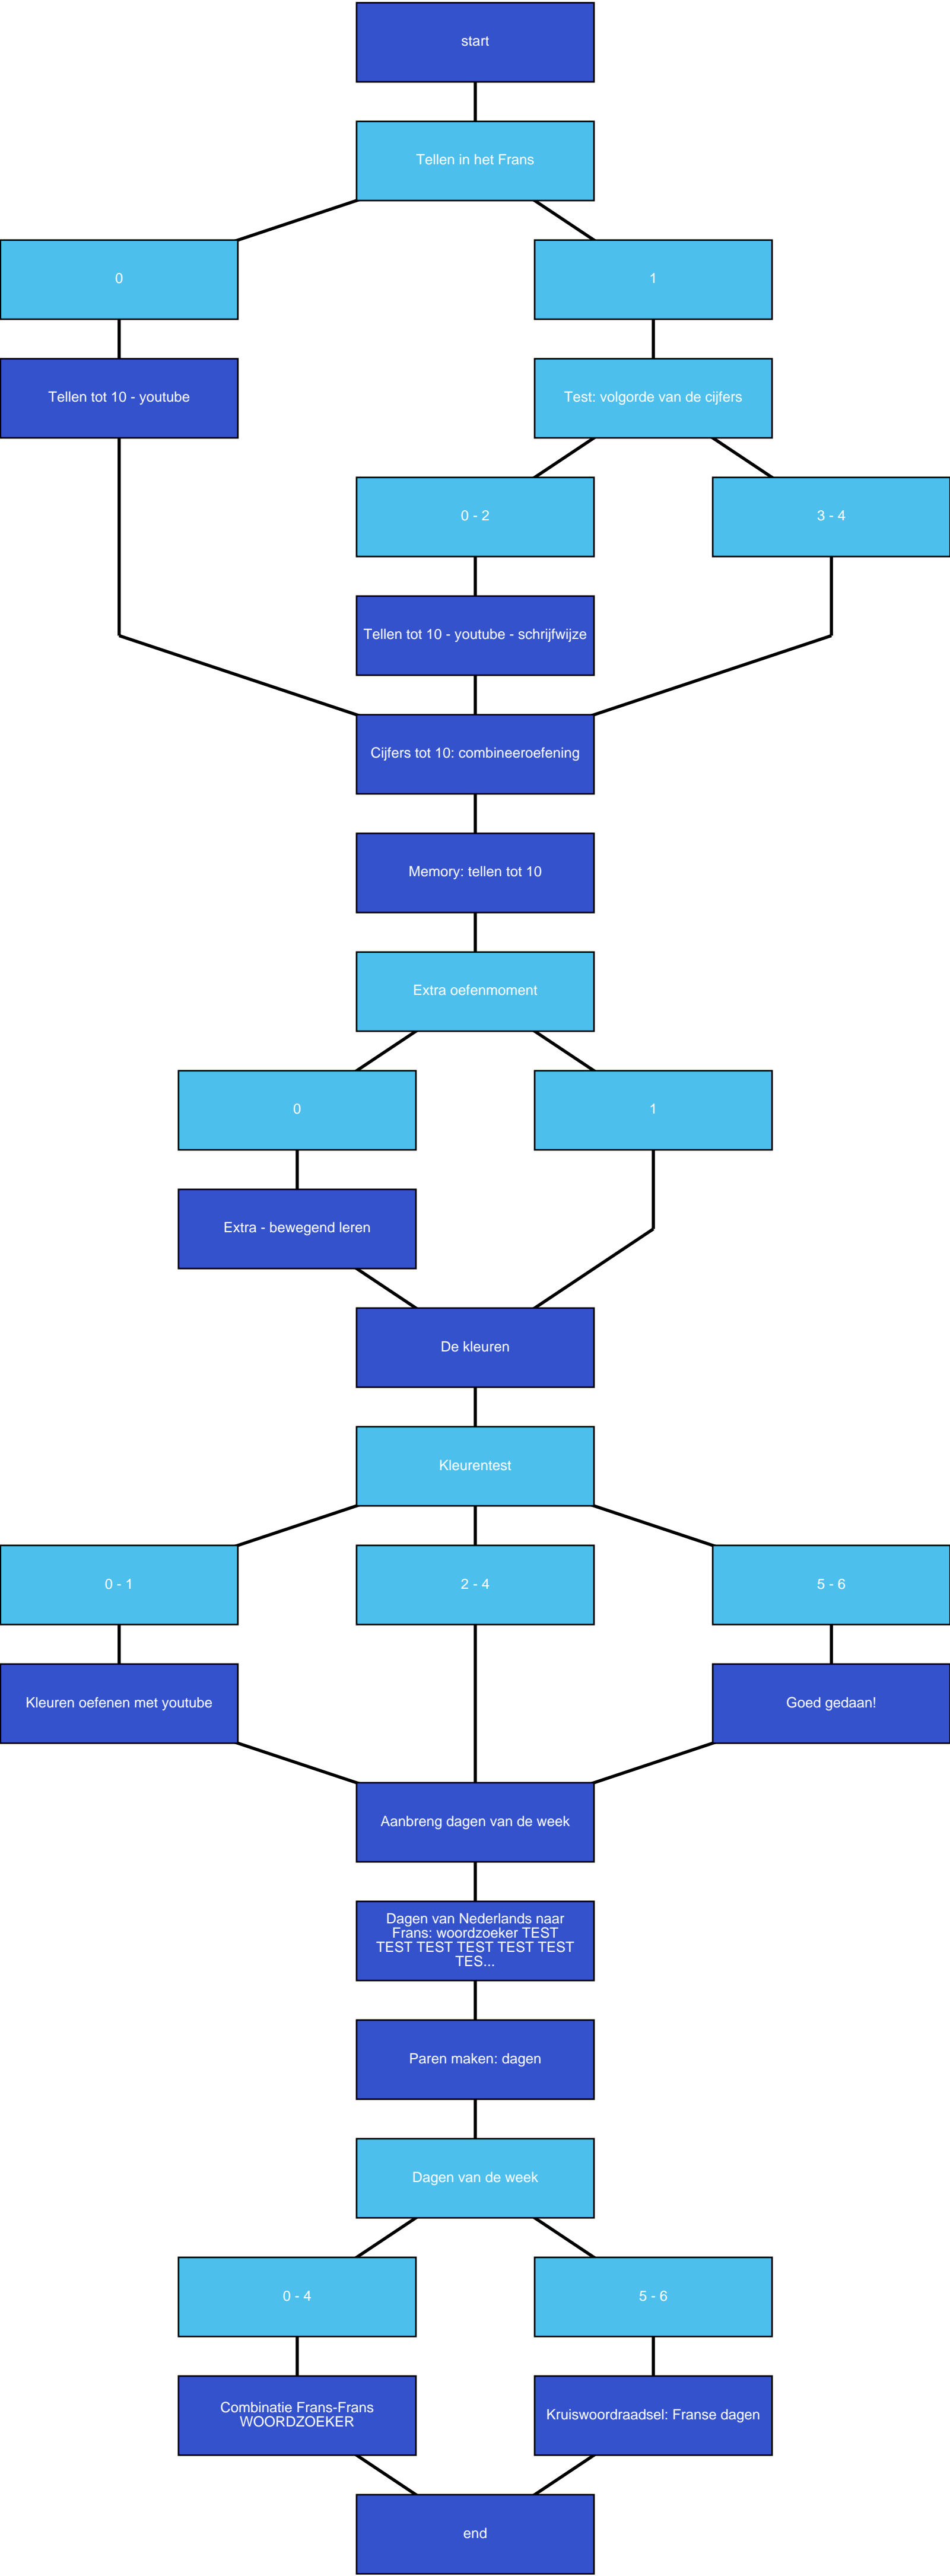 start
Tellen in het Frans
0
1
Tellen tot 10 - youtube
Test: volgorde van de cijfers
0 - 2
3 - 4
Tellen tot 10 - youtube - schrijfwijze
Cijfers tot 10: combineeroefening
Memory: tellen tot 10
Extra oefenmoment
0
1
Extra - bewegend leren
De kleuren
Kleurentest
0 - 1
2 - 4
5 - 6
Kleuren oefenen met youtube
Goed gedaan!
Aanbreng dagen van de week
Dagen van Nederlands naar
Frans: woordzoeker TEST
TEST TEST TEST TEST TEST
TES...
Paren maken: dagen
Dagen van de week
0 - 4
5 - 6
Combinatie Frans-Frans
WOORDZOEKER
Kruiswoordraadsel: Franse dagen
end